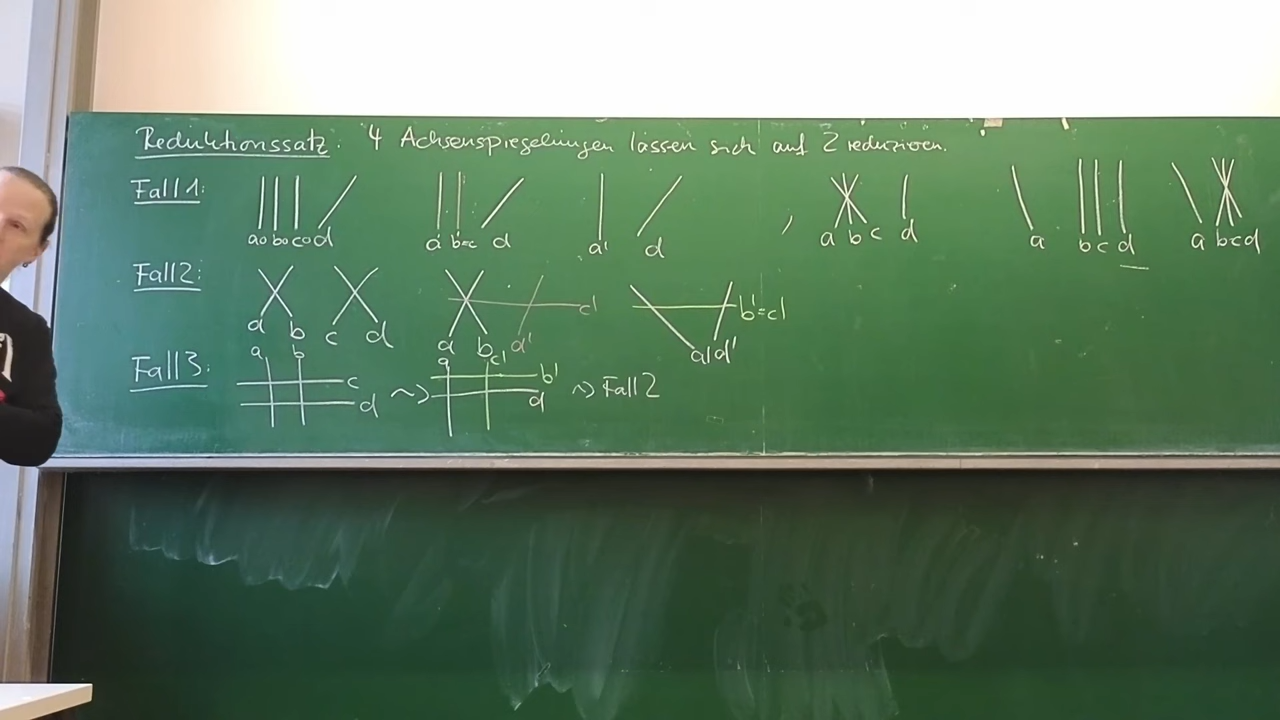 Reduktionssatz: 4 Achsenspiegelungen lassen sich auf 2 reduzieren.
Fall 1:
a b c d a b=c d a' d , a b c d a b c d a b c d
Fall 2:
a b c d a b d' c' b'=c' a' d'
Fall 3:
a b c d ~> a c' b' d ~> Fall 2